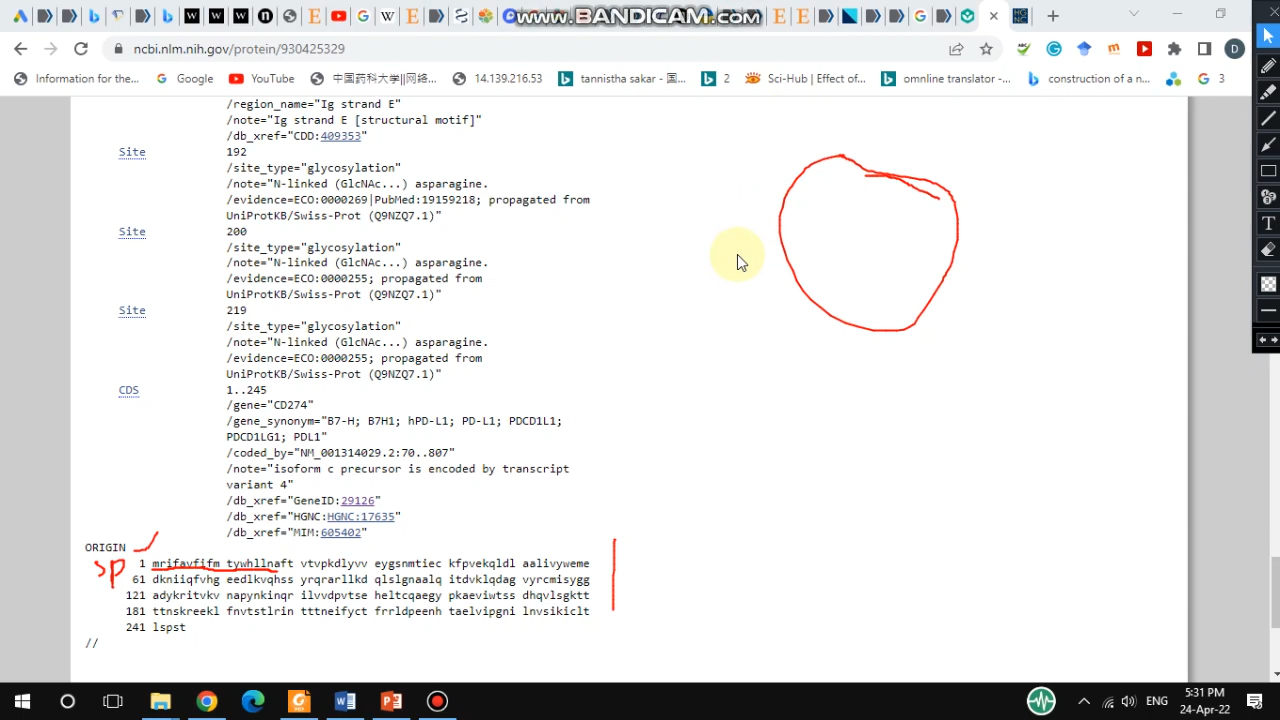 www.BANDICAM.com
ncbi.nlm.nih.gov/protein/930425329
D
Information for the... Google YouTube 中国药科大学||网络... 14.139.216.53 tannistha sakar - 国... 2 Sci-Hub | Effect of... omnline translator -... construction of a n... 3
/region_name="Ig strand E"
/note="Ig strand E [structural motif]"
/db_xref="CDD:409353"
Site 192
/site_type="glycosylation"
/note="N-linked (GlcNAc...) asparagine.
/evidence=ECO:0000269|PubMed:19159218; propagated from
UniProtKB/Swiss-Prot (Q9NZQ7.1)"
Site 200
/site_type="glycosylation"
/note="N-linked (GlcNAc...) asparagine.
/evidence=ECO:0000255; propagated from
UniProtKB/Swiss-Prot (Q9NZQ7.1)"
Site 219
/site_type="glycosylation"
/note="N-linked (GlcNAc...) asparagine.
/evidence=ECO:0000255; propagated from
UniProtKB/Swiss-Prot (Q9NZQ7.1)"
CDS 1..245
/gene="CD274"
/gene_synonym="B7-H; B7H1; hPD-L1; PD-L1; PDCD1L1;
PDCD1LG1; PDL1"
/coded_by="NM_001314029.2:70..807"
/note="isoform c precursor is encoded by transcript
variant 4"
/db_xref="GeneID:29126"
/db_xref="HGNC:HGNC:17635"
/db_xref="MIM:605402"
ORIGIN
SP 1 mrifavfifm tywhllnaft vtvpkdlyvv eygsnmtiec kfpvekqldl aalivyweme
61 dkniiqfvhg eedlkvqhss yrqrarllkd qlslgnaalq itdvklqdag vyrcmisygg
121 adykritvkv napynkinqr ilvvdpvtse heltcqaegy pkaeviwtss dhqvlsgktt
181 ttnskreekl fnvtstlrin tttneifyct frrldpeenh taelvipgni lnvsikiclt
241 lspst
//
ENG
5:31 PM
24-Apr-22